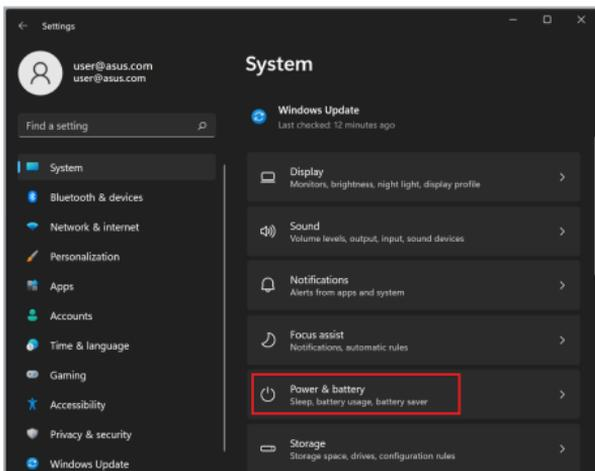 Settings
user@asus.com
user@asus.com
Find a setting
System
Bluetooth & devices
Network & internet
Personalization
Apps
Accounts
Time & language
Gaming
Accessibility
Privacy & security
Windows Update
System
Windows Update
Last checked: 12 minutes ago
Display
Monitors, brightness, night light, display profile
Sound
Volume levels, output, input, sound devices
Notifications
Alerts from apps and system
Focus assist
Notifications, automatic rules
Power & battery
Sleep, battery usage, battery saver
Storage
Storage space, drives, configuration rules